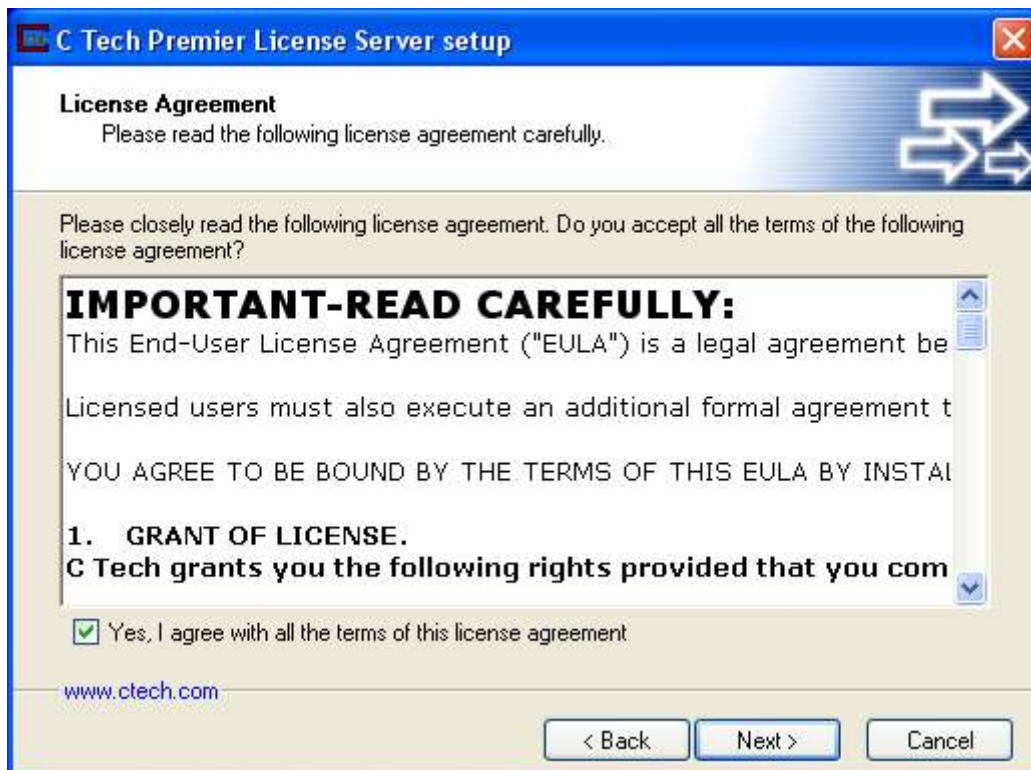 C Tech Premier License Server setup
License Agreement
Please read the following license agreement carefully.
Please closely read the following license agreement. Do you accept all the terms of the following
license agreement?
IMPORTANT-READ CAREFULLY:
This End-User License Agreement ("EULA") is a legal agreement be
Licensed users must also execute an additional formal agreement t
YOU AGREE TO BE BOUND BY THE TERMS OF THIS EULA BY INSTAL
1. GRANT OF LICENSE.
C Tech grants you the following rights provided that you com
Yes, I agree with all the terms of this license agreement
www.ctech.com
< Back Next > Cancel